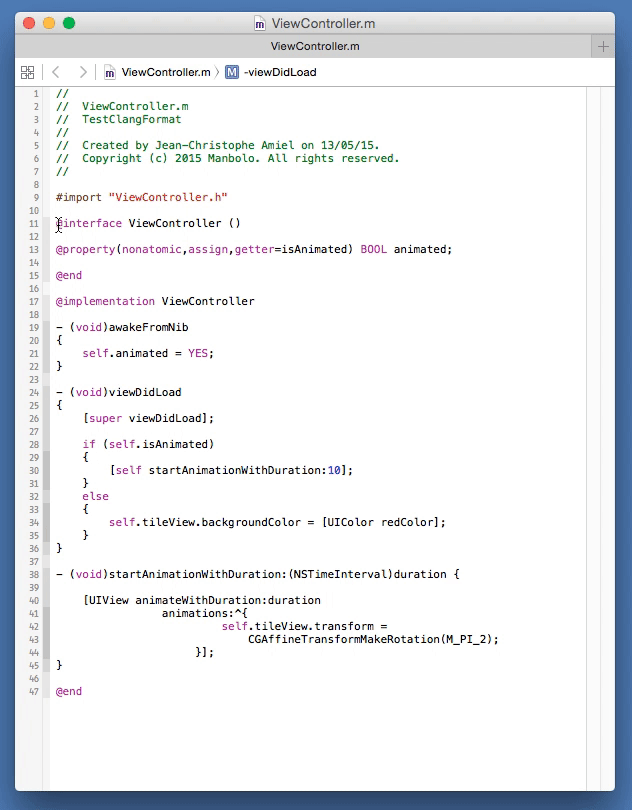 ViewController.m
ViewController.m
ViewController.m 〉 M -viewDidLoad
1 //
2 //  ViewController.m
3 //  TestClangFormat
4 //
5 //  Created by Jean-Christophe Amiel on 13/05/15.
6 //  Copyright (c) 2015 Manbolo. All rights reserved.
7 //
8
9 #import "ViewController.h"
10
11 @interface ViewController ()
12
13 @property(nonatomic,assign,getter=isAnimated) BOOL animated;
14
15 @end
16
17 @implementation ViewController
18
19 - (void)awakeFromNib
20 {
21     self.animated = YES;
22 }
23
24 - (void)viewDidLoad
25 {
26     [super viewDidLoad];
27
28     if (self.isAnimated)
29     {
30         [self startAnimationWithDuration:10];
31     }
32     else
33     {
34         self.tileView.backgroundColor = [UIColor redColor];
35     }
36 }
37
38 - (void)startAnimationWithDuration:(NSTimeInterval)duration {
39
40     [UIView animateWithDuration:duration
41                 animations:^{
42                          self.tileView.transform =
43                              CGAffineTransformMakeRotation(M_PI_2);
44                      }];
45 }
46
47 @end